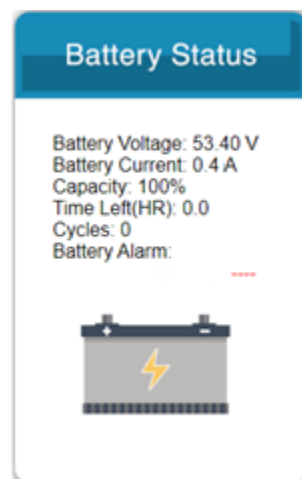 Battery Status
Battery Voltage: 53.40 V
Battery Current: 0.4 A
Capacity: 100%
Time Left(HR): 0.0
Cycles: 0
Battery Alarm:
----
+ -